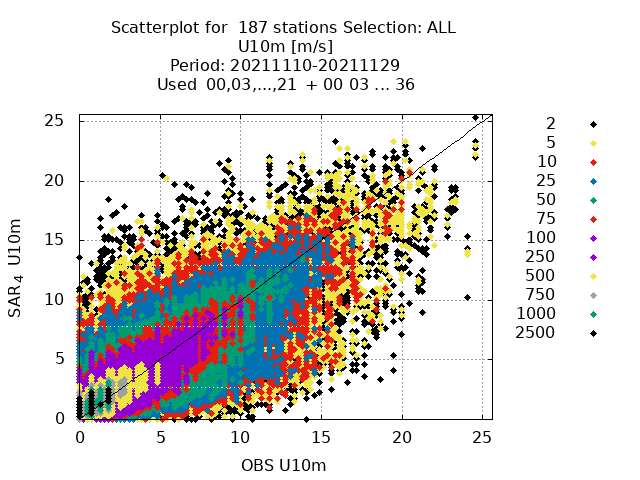 Scatterplot for  187 stations Selection: ALL
U10m [m/s]
Period: 20211110-20211129
Used  00,03,...,21  + 00 03 ... 36
25
20
15
10
5
0
SAR_4  U10m
0 5 10 15 20 25
OBS U10m
2
5
10
25
50
75
100
250
500
750
1000
2500